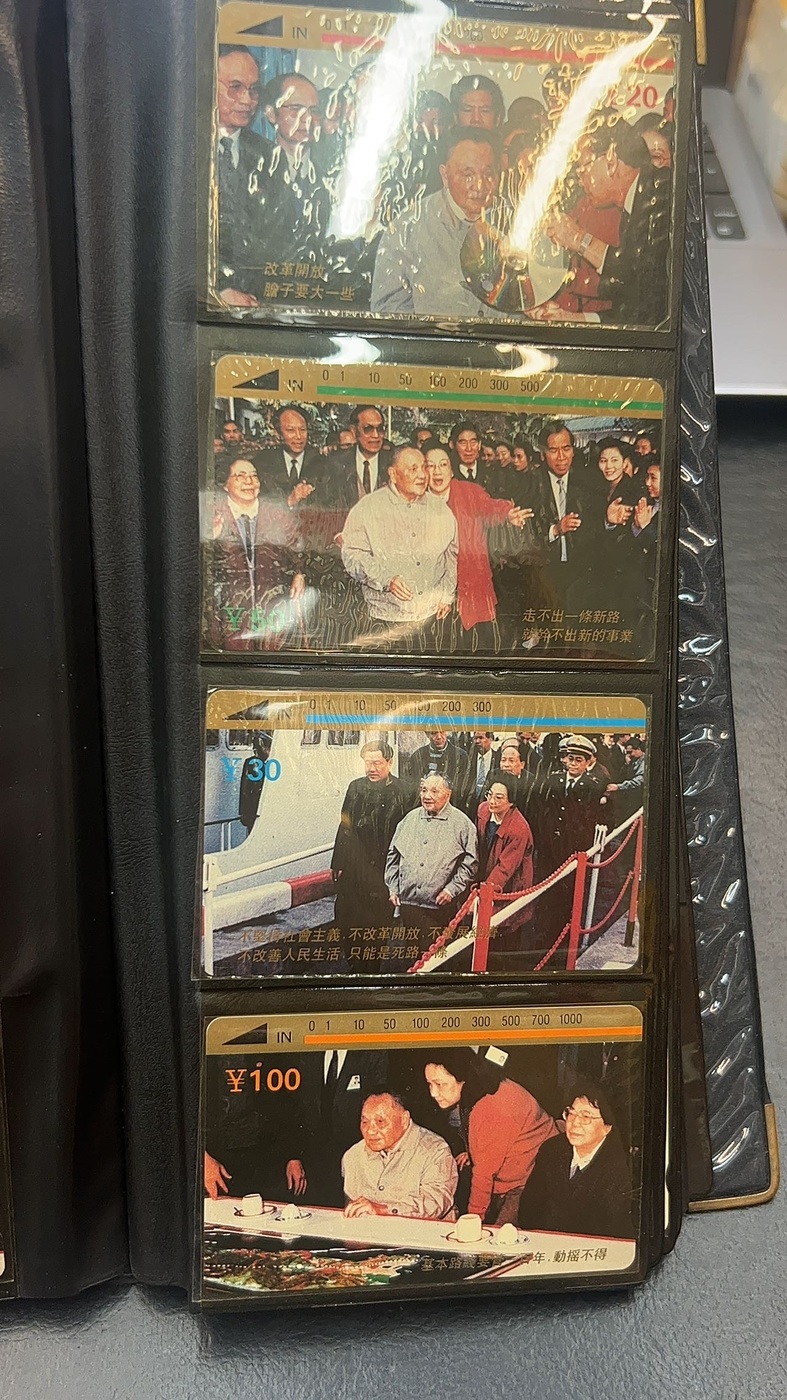 IN
20
改革開放
膽子要大一些
IN 0 1 10 50 100 200 300 500
走不出一條新路
就幹不出新的事業
IN 0 1 10 50 100 200 300
¥30
不堅持社會主義,不改革開放,不發展經濟,
不改善人民生活,只能是死路一條
IN 0 1 10 50 100 200 300 500 700 1000
¥100
基本路綫要管一百年,動摇不得